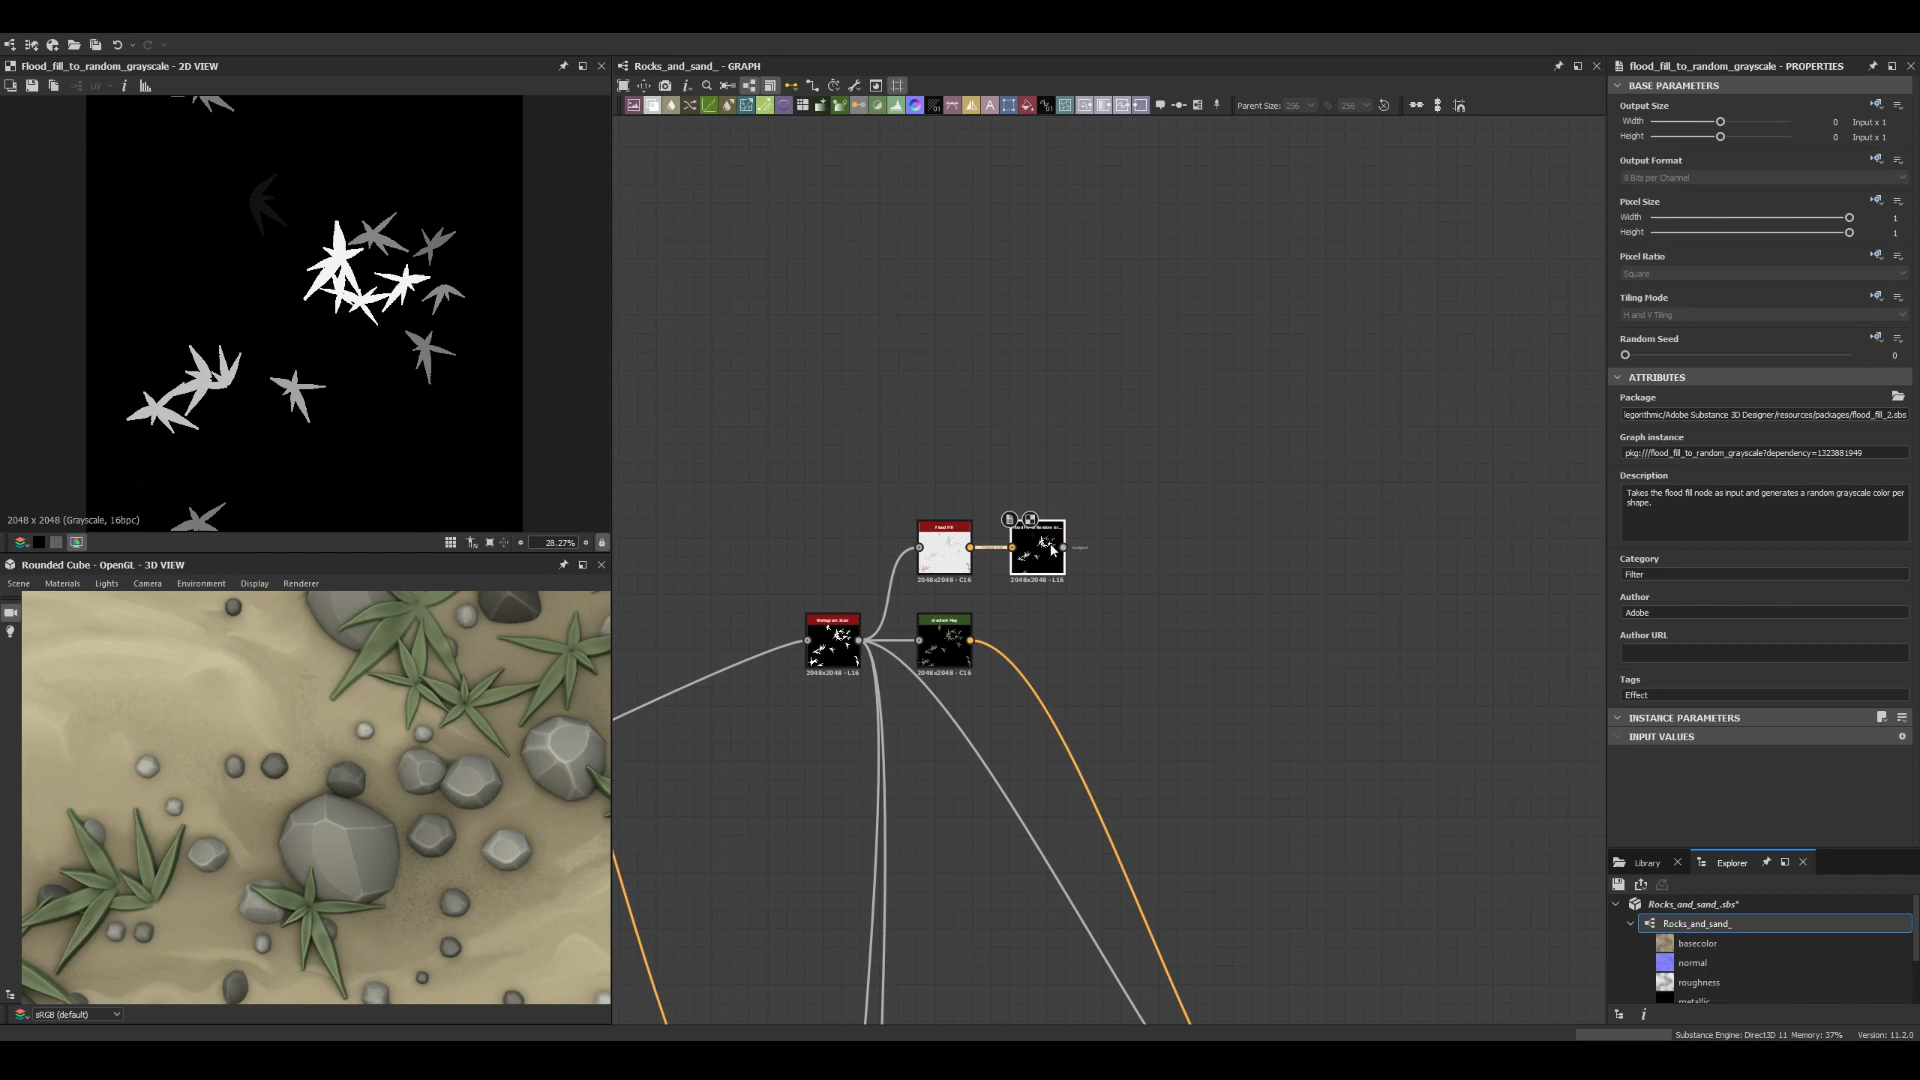 Flood_fill_to_random_grayscale - 2D VIEW
UV
2048 x 2048 (Grayscale, 16bpc)
28.27%
Rounded Cube - OpenGL - 3D VIEW
Scene Materials Lights Camera Environment Display Renderer
sRGB (default)
Rocks_and_sand_ - GRAPH
Parent Size: 256 256
Flood Fill
2048x2048 - C16
2048x2048 - L16
Histogram Scan
2048x2048 - L16
Gradient Map
2048x2048 - C16
flood_fill_to_random_grayscale - PROPERTIES
BASE PARAMETERS
Output Size
Width 0 Input x 1
Height 0 Input x 1
Output Format
8 Bits per Channel
Pixel Size
Width 1
Height 1
Pixel Ratio
Square
Tiling Mode
H and V Tiling
Random Seed
0
ATTRIBUTES
Package
legorithmic/Adobe Substance 3D Designer/resources/packages/flood_fill_2.sbs
Graph instance
pkg:///flood_fill_to_random_grayscale?dependency=1323881949
Description
Takes the flood fill node as input and generates a random grayscale color per
shape.
Category
Filter
Author
Adobe
Author URL
Tags
Effect
INSTANCE PARAMETERS
INPUT VALUES
Library Explorer
Rocks_and_sand_.sbs*
Rocks_and_sand_
basecolor
normal
roughness
metallic
Substance Engine: Direct3D 11 Memory: 37% Version: 11.2.0